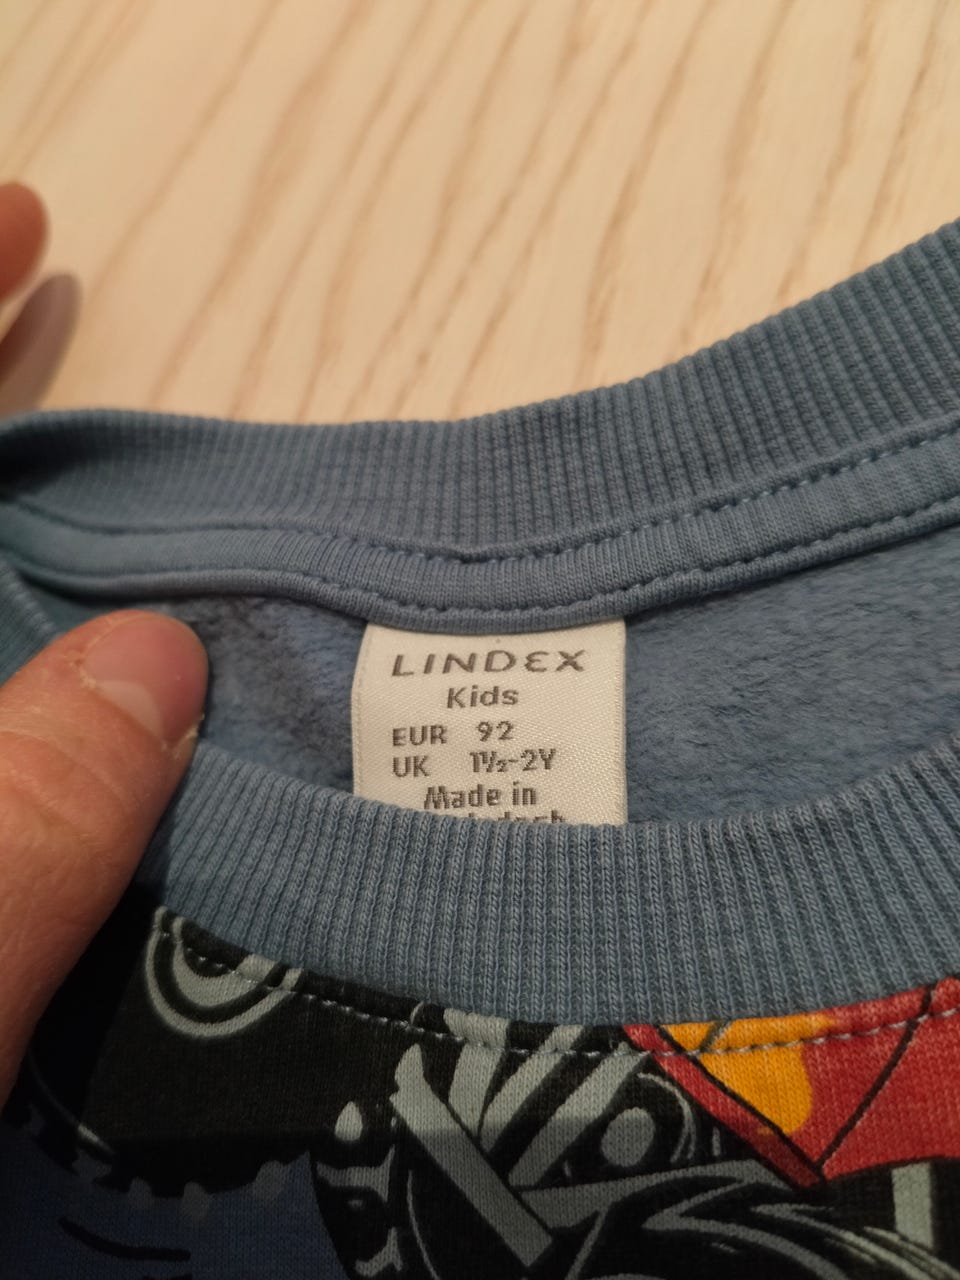 LINDEX
Kids
EUR 92
UK 1½-2Y
Made in